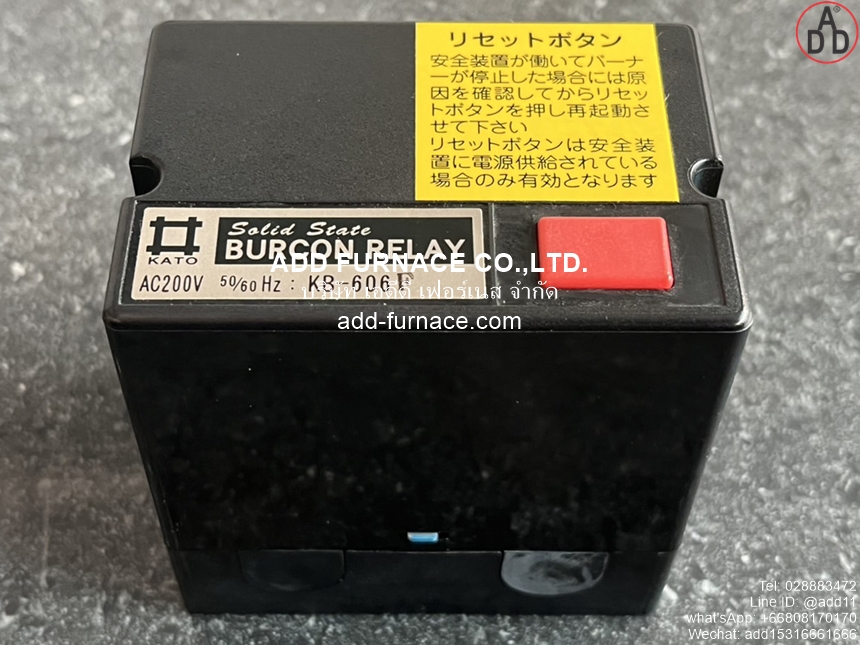 ADD
リセットボタン
安全装置が働いてバーナ
ーが停止した場合には原
因を確認してからリセッ
トボタンを押し再起動さ
せて下さい
リセットボタンは安全装
置に電源供給されている
場合のみ有効となります
Solid State
KATO BURCON RELAY
AC200V 50/60 Hz : KB-606F
ADD FURNACE CO.,LTD.
บริษัท เอดด์ เฟอร์เนส จำกัด
add-furnace.com
Tel: 028883472
Line ID: @add11
what'sApp: +66808170170
Wechat: add15316661666